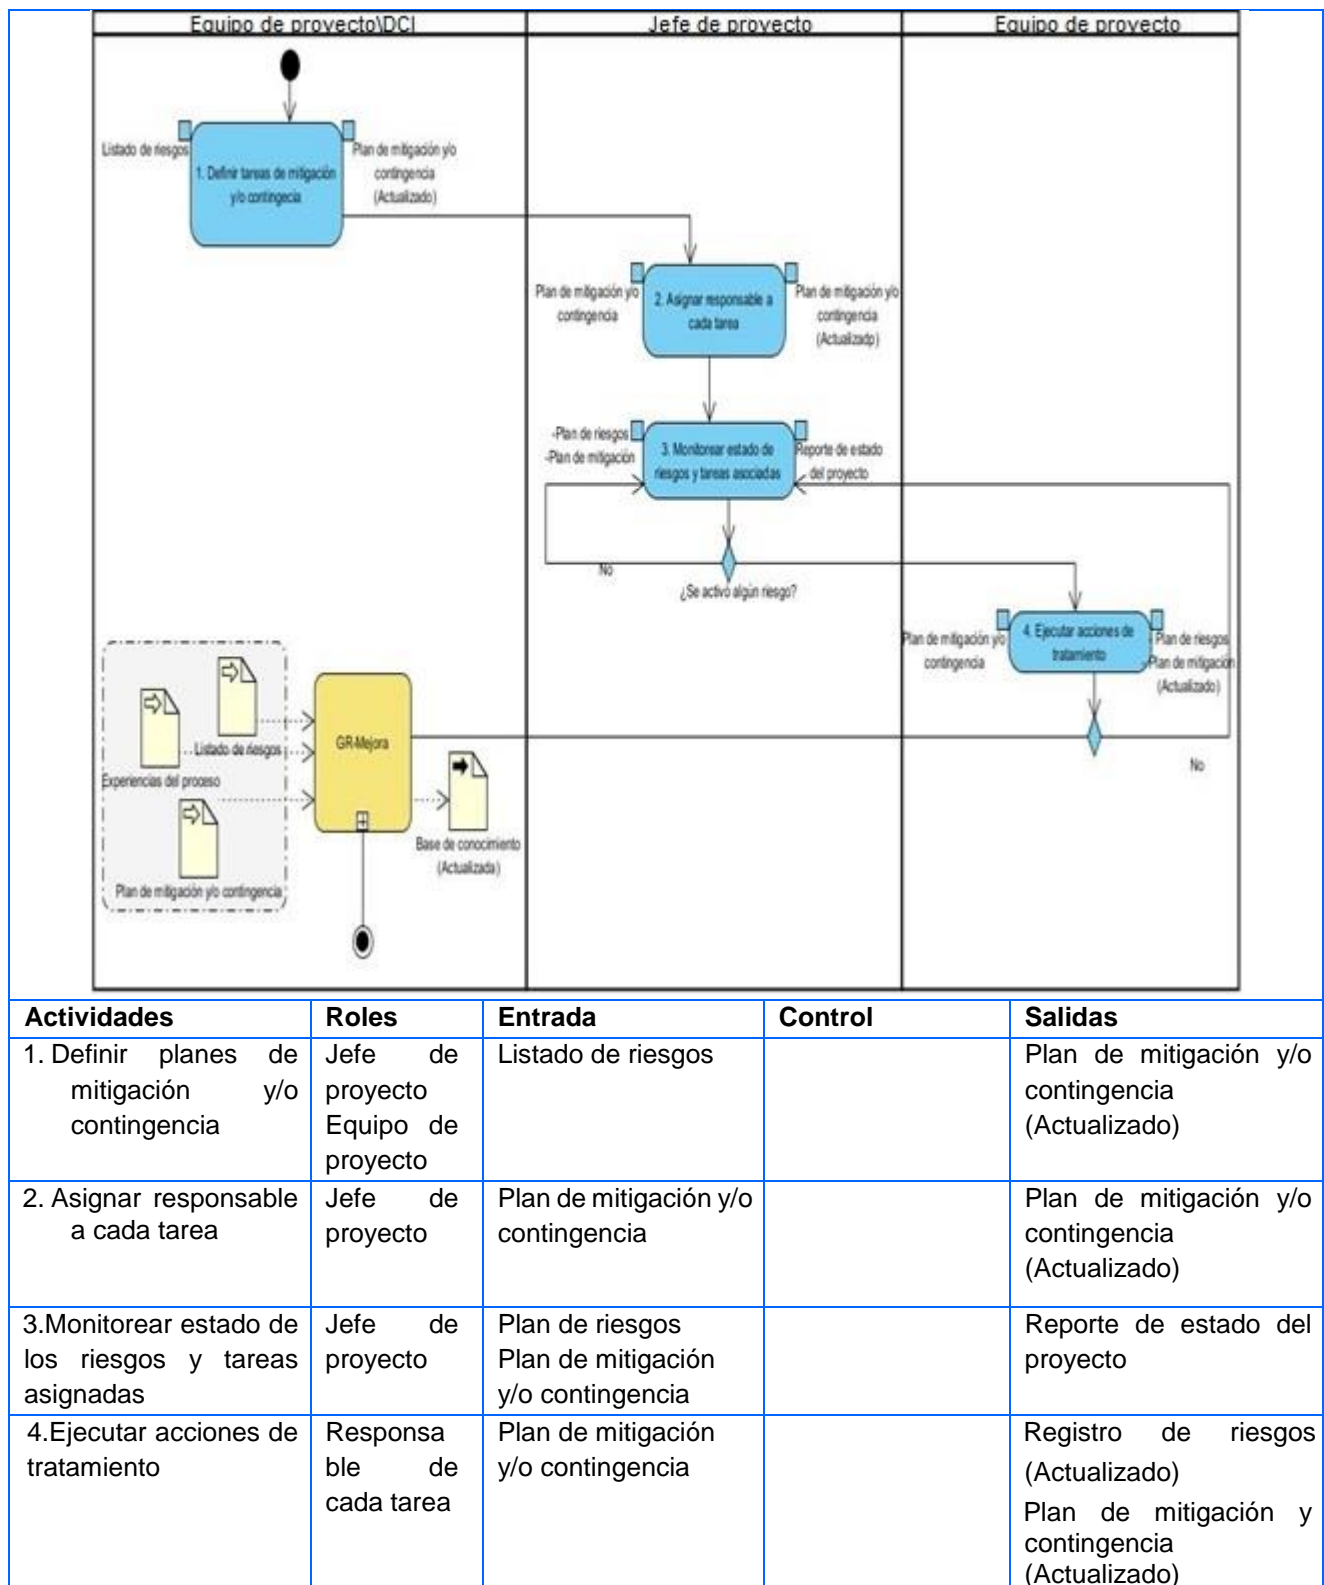 Equipo de proyecto\DCI
Jefe de proyecto
Equipo de proyecto
Listado de riesgos
1. Definir tareas de mitigación
y/o contingecia
Plan de mitigación y/o
contingencia
(Actualizado)
Plan de mitigación y/o
contingencia
2. Asignar responsable a
cada tarea
Plan de mitigación y/o
contingencia
(Actualizadp)
-Plan de riesgos
-Plan de mitigación
3. Monitorear estado de
riesgos y tareas asociadas
Reporte de estado
del proyecto
No
¿Se activó algún riesgo?
Plan de mitigación y/o
contingencia
4. Ejecutar acciones de
tratamiento
- Plan de riesgos
-Plan de mitigación
(Actualizado)
No
Listado de riesgos
Experiencias del proceso
Plan de mitigación y/o contingencia
GR-Mejora
Base de conocimiento
(Actualizada)
Actividades Roles Entrada Control Salidas
1. Definir planes de
mitigación y/o
contingencia
Jefe de
proyecto
Equipo de
proyecto
Listado de riesgos
Plan de mitigación y/o
contingencia
(Actualizado)
2. Asignar responsable
a cada tarea
Jefe de
proyecto
Plan de mitigación y/o
contingencia
Plan de mitigación y/o
contingencia
(Actualizado)
3.Monitorear estado de
los riesgos y tareas
asignadas
Jefe de
proyecto
Plan de riesgos
Plan de mitigación
y/o contingencia
Reporte de estado del
proyecto
4.Ejecutar acciones de
tratamiento
Responsa
ble de
cada tarea
Plan de mitigación
y/o contingencia
Registro de riesgos
(Actualizado)
Plan de mitigación y
contingencia
(Actualizado)